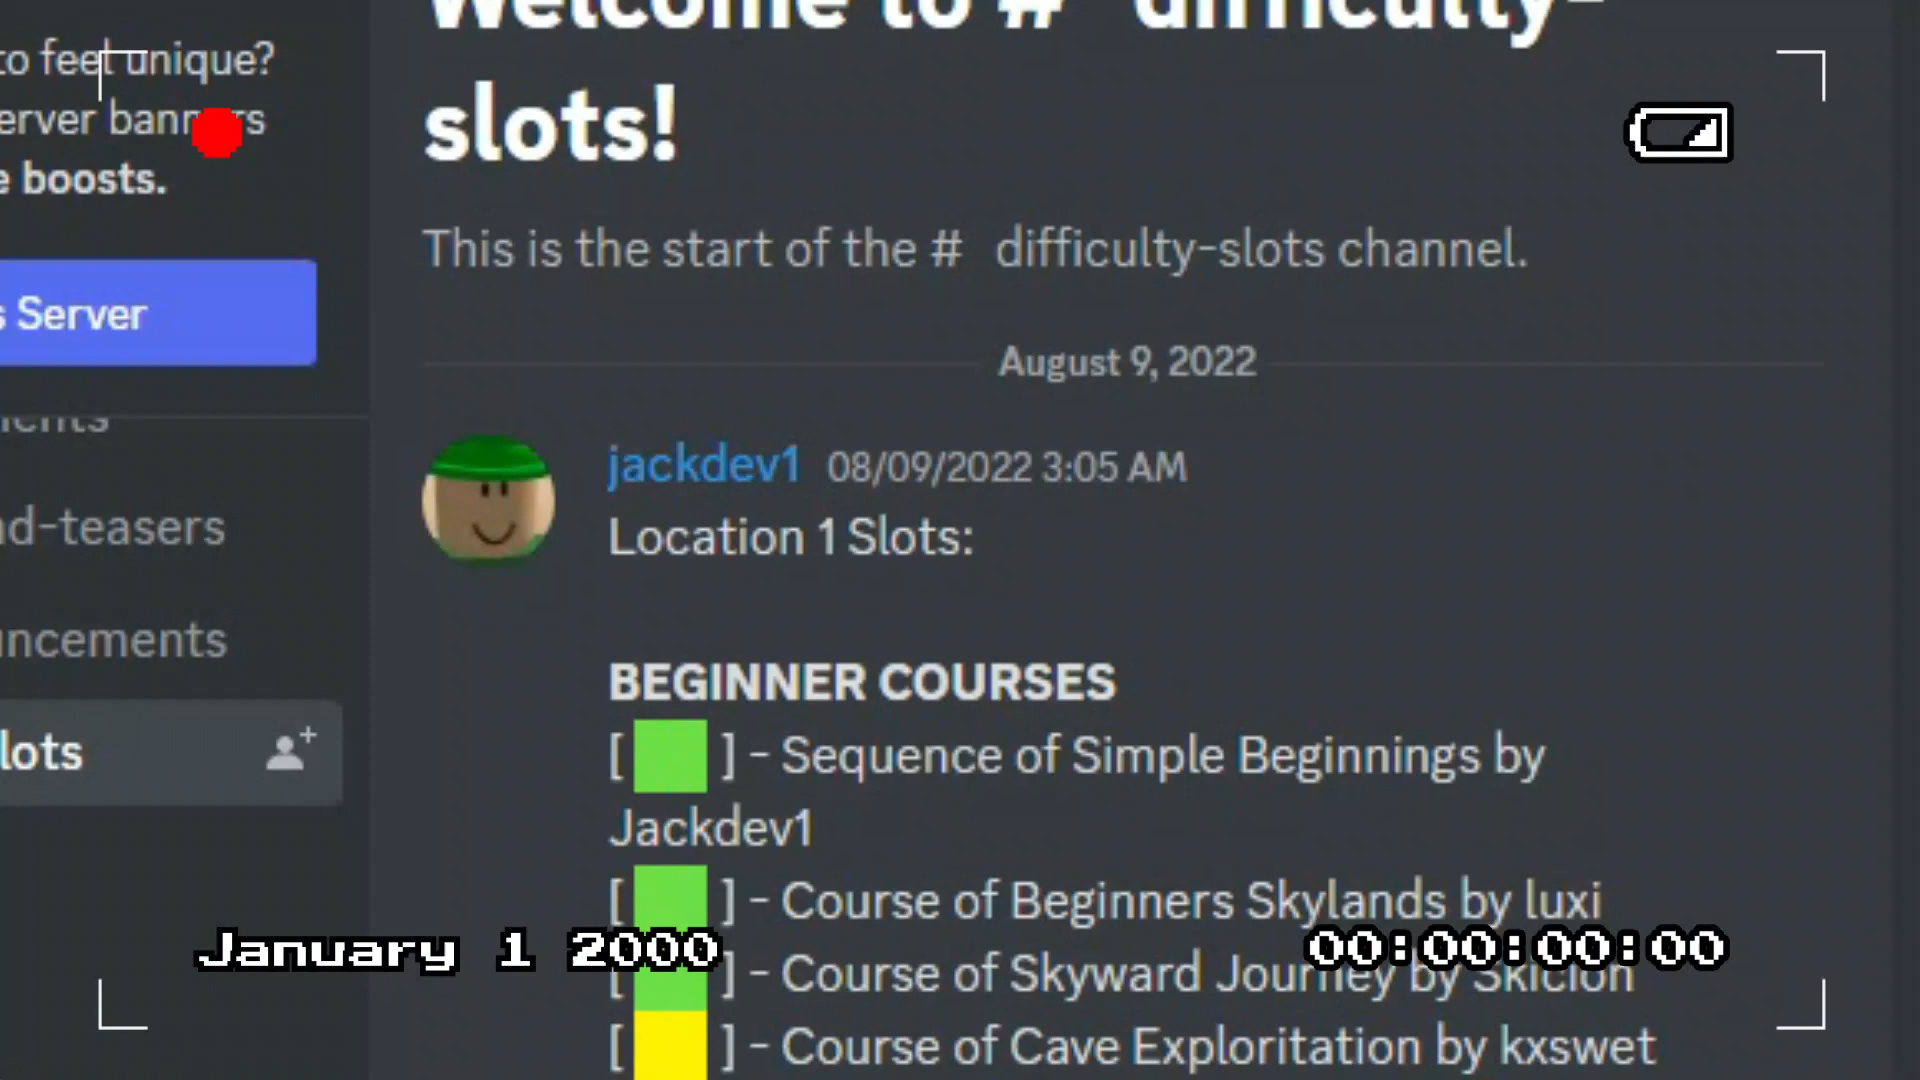 to feel unique?
erver banners
e boosts.
s Server
nd-teasers
uncements
lots
Welcome to # difficulty-
slots!
This is the start of the # difficulty-slots channel.
August 9, 2022
jackdev1 08/09/2022 3:05 AM
Location 1 Slots:
BEGINNER COURSES
[ ] - Sequence of Simple Beginnings by
Jackdev1
[ ] - Course of Beginners Skylands by luxi
[ ] - Course of Skyward Journey by Skicion
[ ] - Course of Cave Exploritation by kxswet
January 1 2000
00:00:00:00